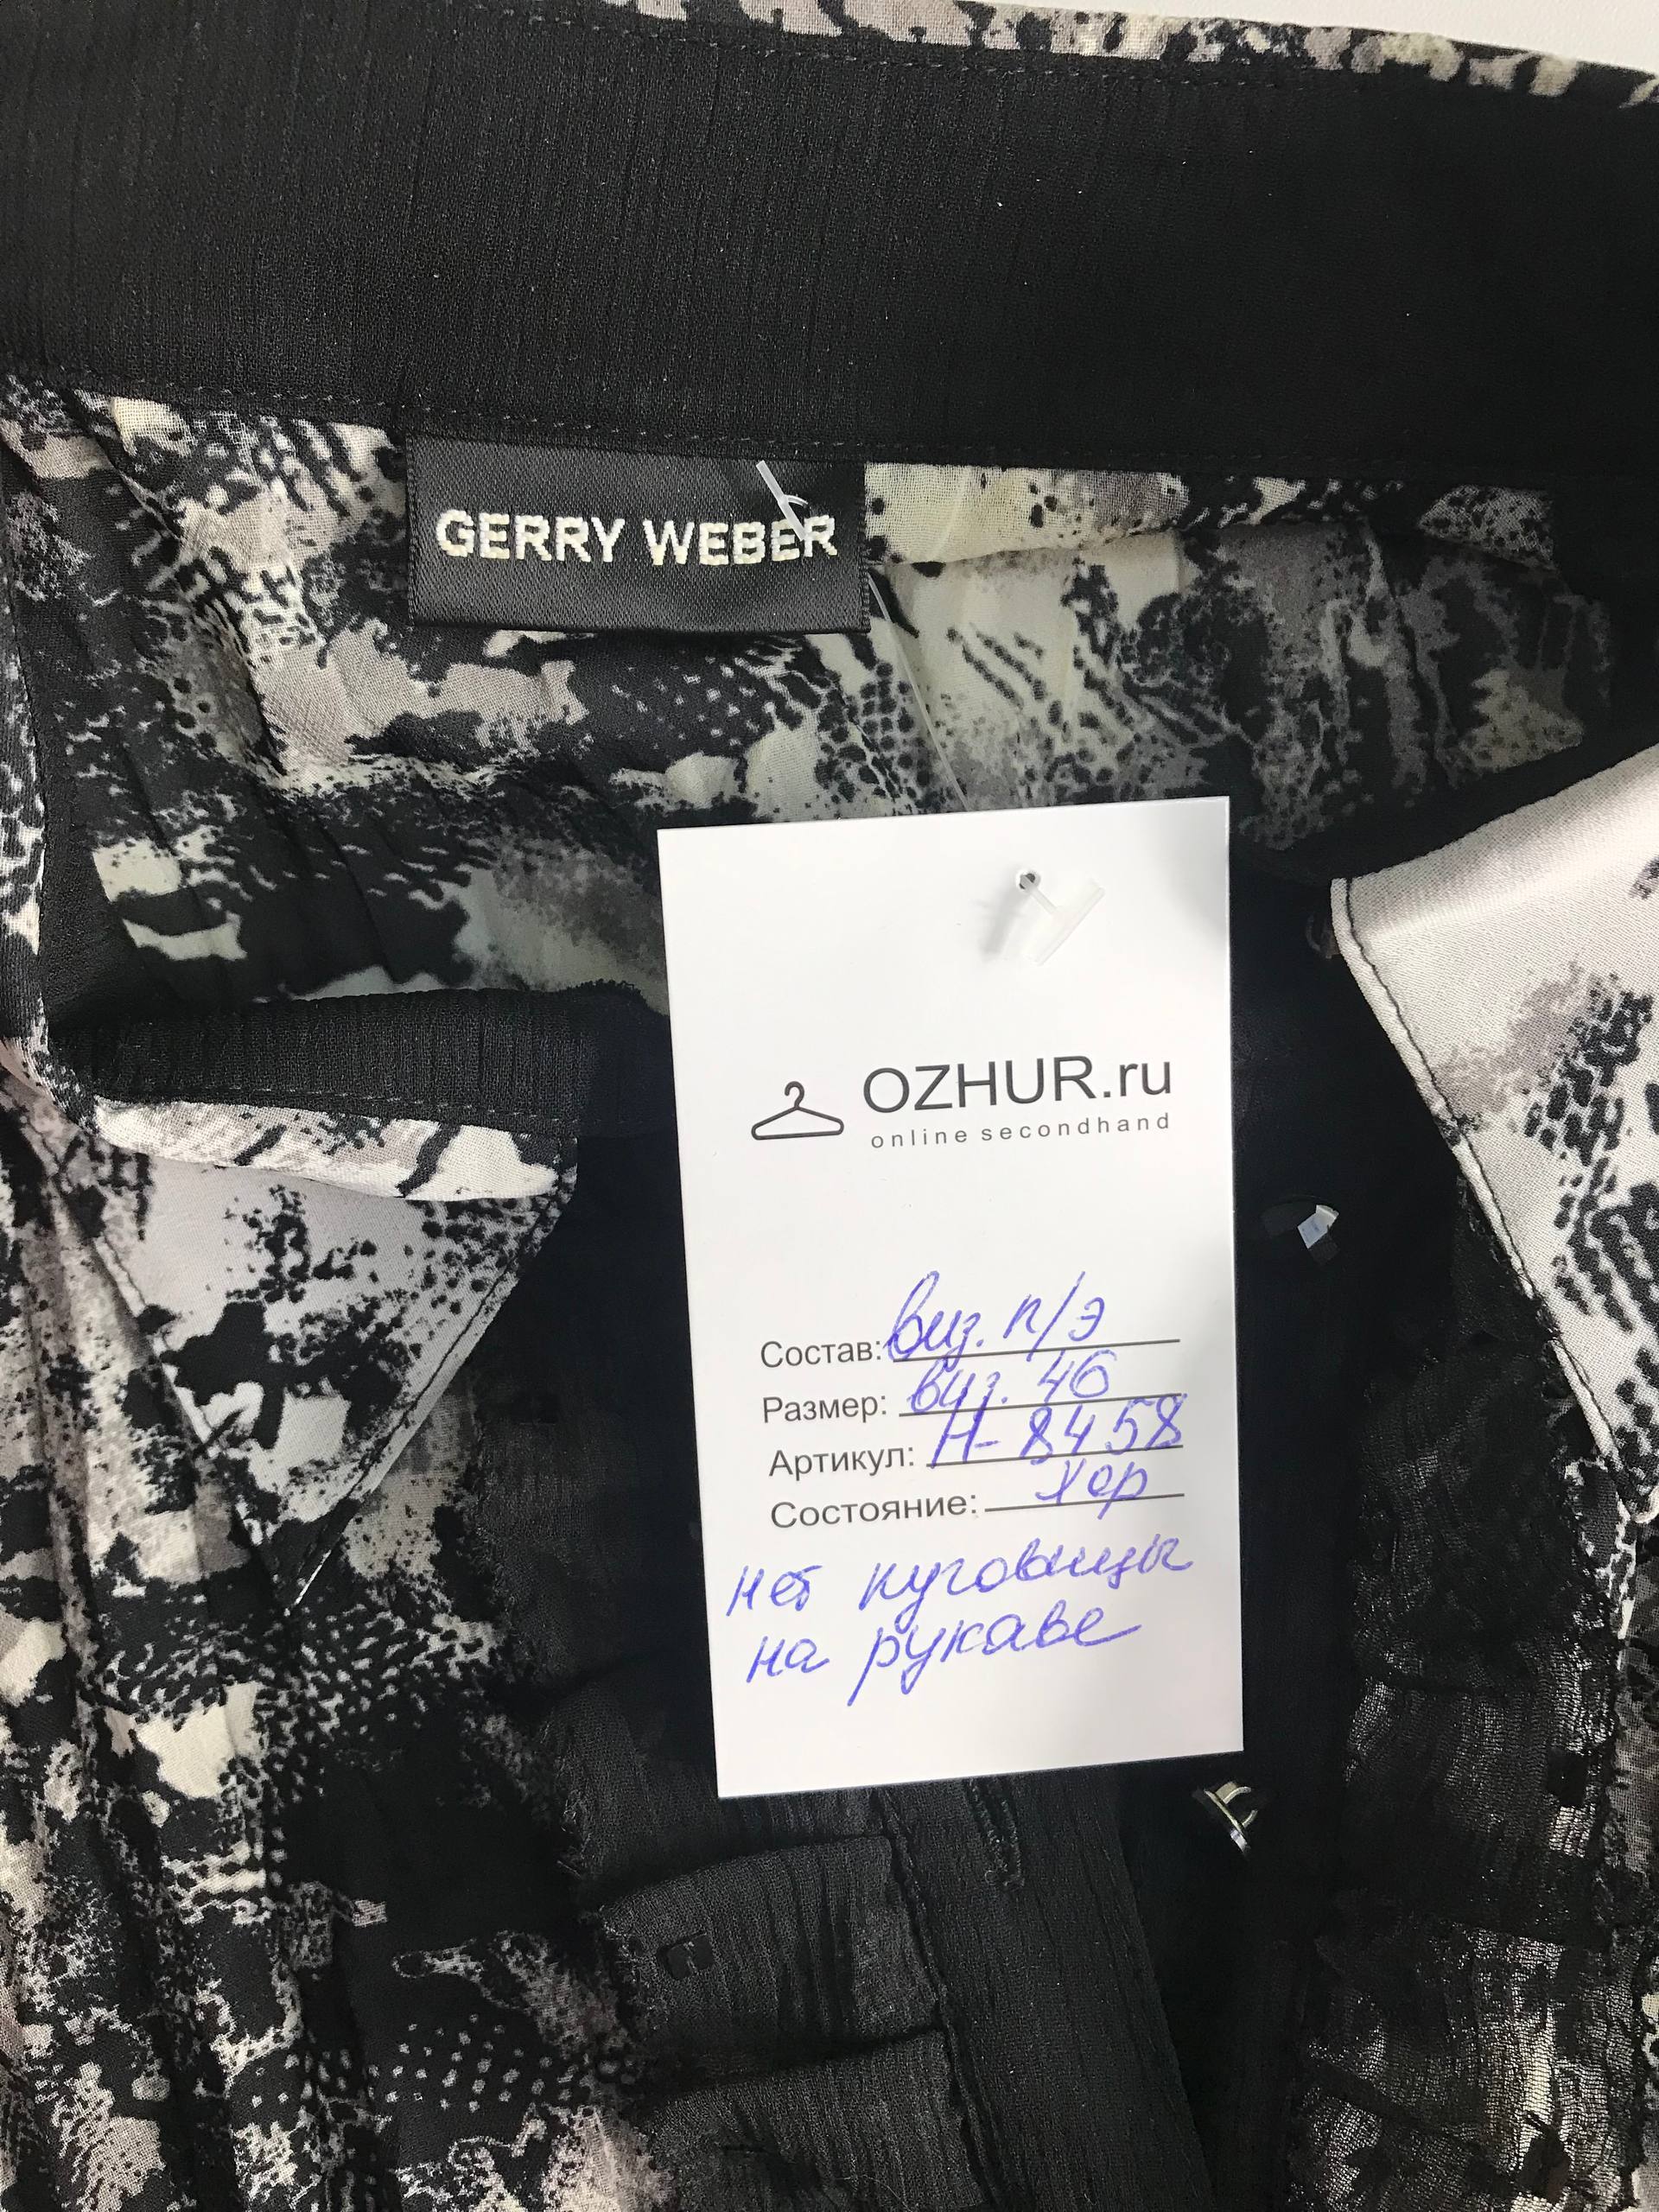 GERRY WEBER
OZHUR.ru
online secondhand
Состав: виз. п/э
Размер: виз. 46
Артикул: Н-8458
Состояние: хор
нет пуговицы
на рукаве